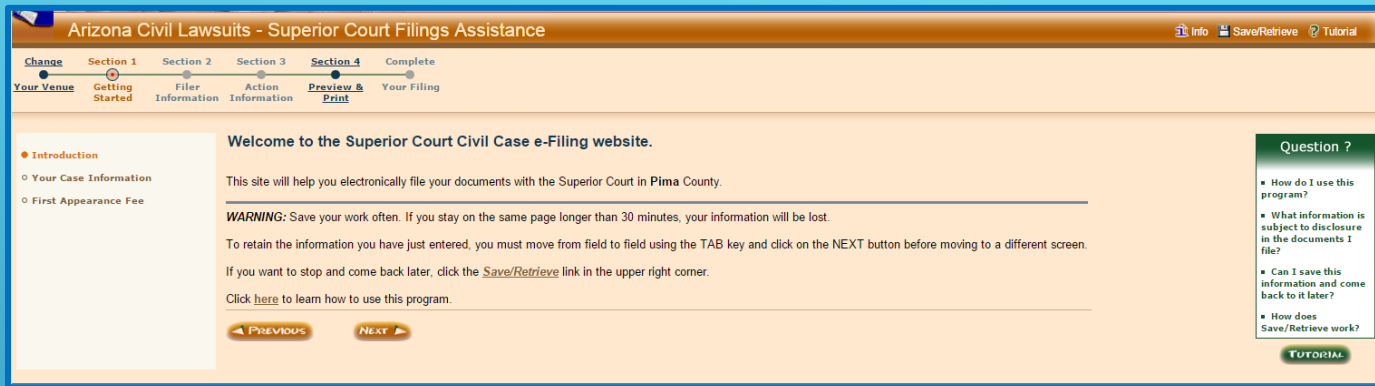 Arizona Civil Lawsuits - Superior Court Filings Assistance
Info Save/Retrieve Tutorial
Change Section 1 Section 2 Section 3 Section 4 Complete
Your Venue Getting Filer Action Preview & Your Filing
Started Information Information Print
Introduction
Your Case Information
First Appearance Fee
Welcome to the Superior Court Civil Case e-Filing website.
This site will help you electronically file your documents with the Superior Court in Pima County.
WARNING: Save your work often. If you stay on the same page longer than 30 minutes, your information will be lost.
To retain the information you have just entered, you must move from field to field using the TAB key and click on the NEXT button before moving to a different screen.
If you want to stop and come back later, click the Save/Retrieve link in the upper right corner.
Click here to learn how to use this program.
PREVIOUS NEXT
Question ?
How do I use this
program?
What information is
subject to disclosure
in the documents I
file?
Can I save this
information and come
back to it later?
How does
Save/Retrieve work?
TUTORIAL